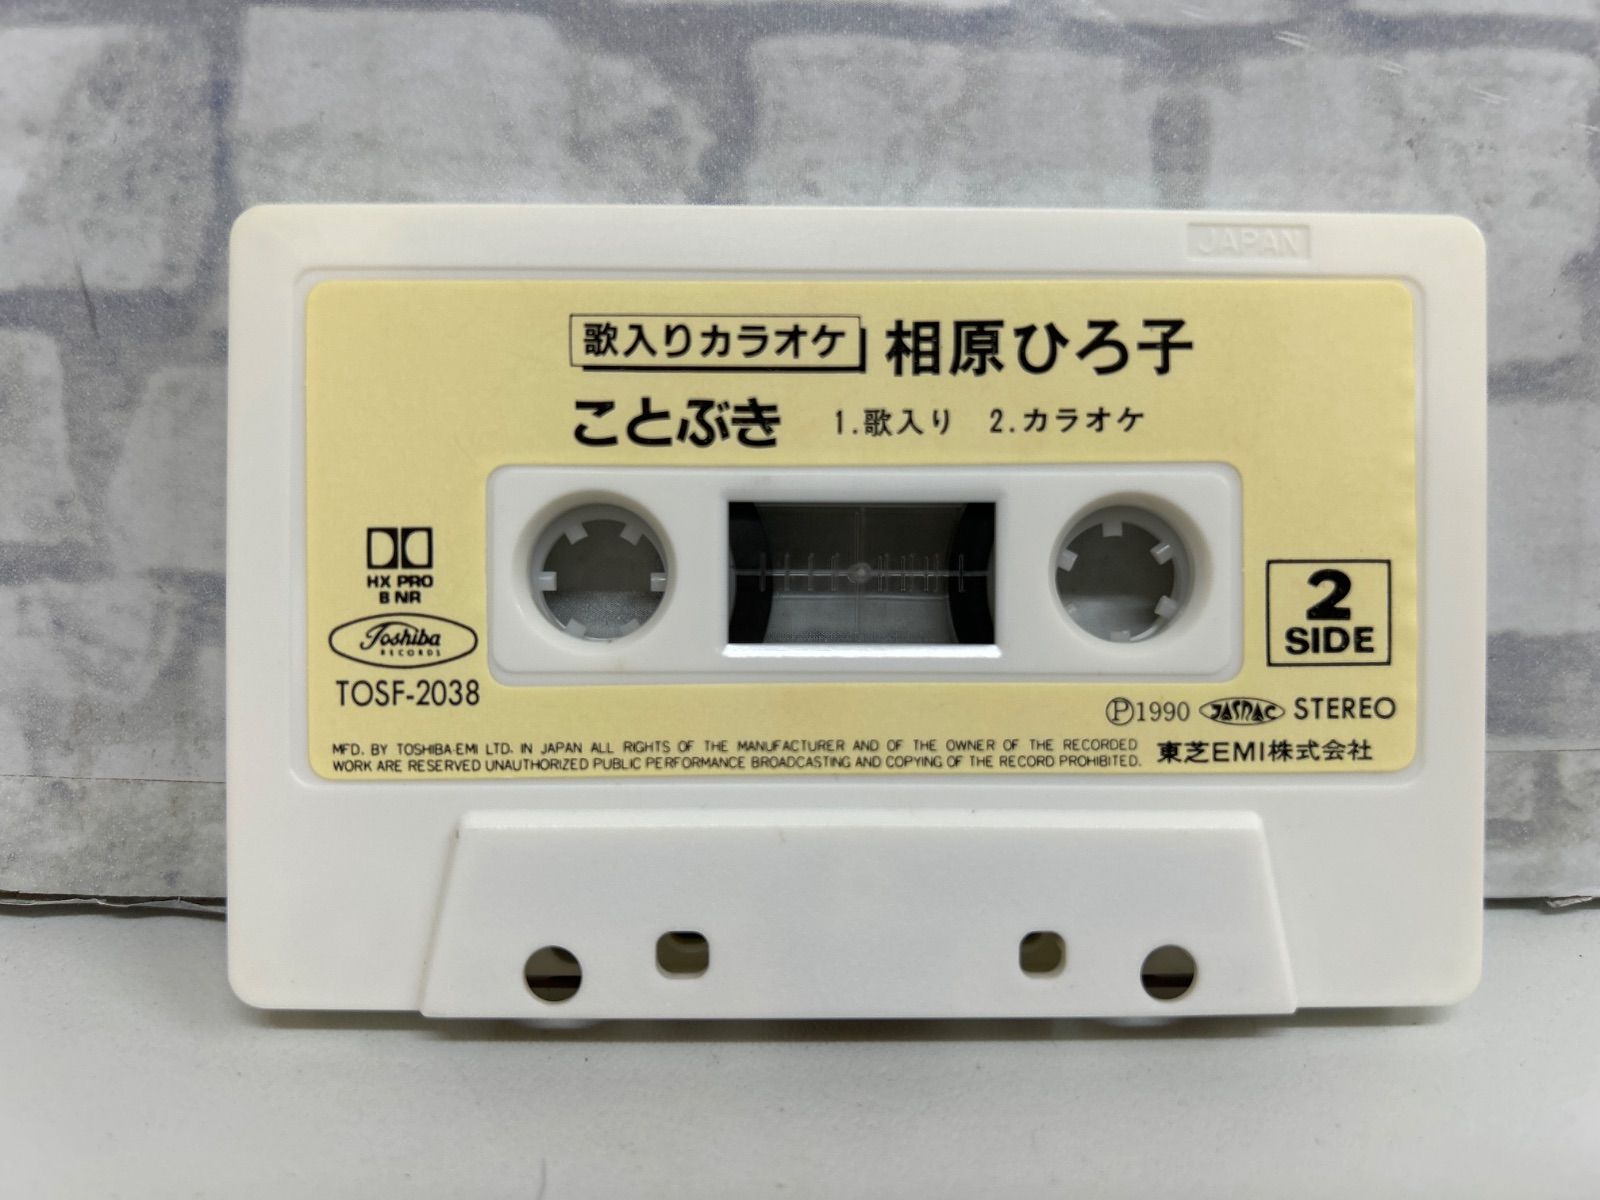 JAPAN
歌入りカラオケ 相原ひろ子
ことぶき 1.歌入り 2.カラオケ
HX PRO
B NR
Toshiba
RECORDS
TOSF-2038
2
SIDE
Ⓟ1990 JASRAC STEREO
MFD. BY TOSHIBA-EMI LTD. IN JAPAN ALL RIGHTS OF THE MANUFACTURER AND OF THE OWNER OF THE RECORDED
WORK ARE RESERVED UNAUTHORIZED PUBLIC PERFORMANCE BROADCASTING AND COPYING OF THE RECORD PROHIBITED.
東芝EMI株式会社